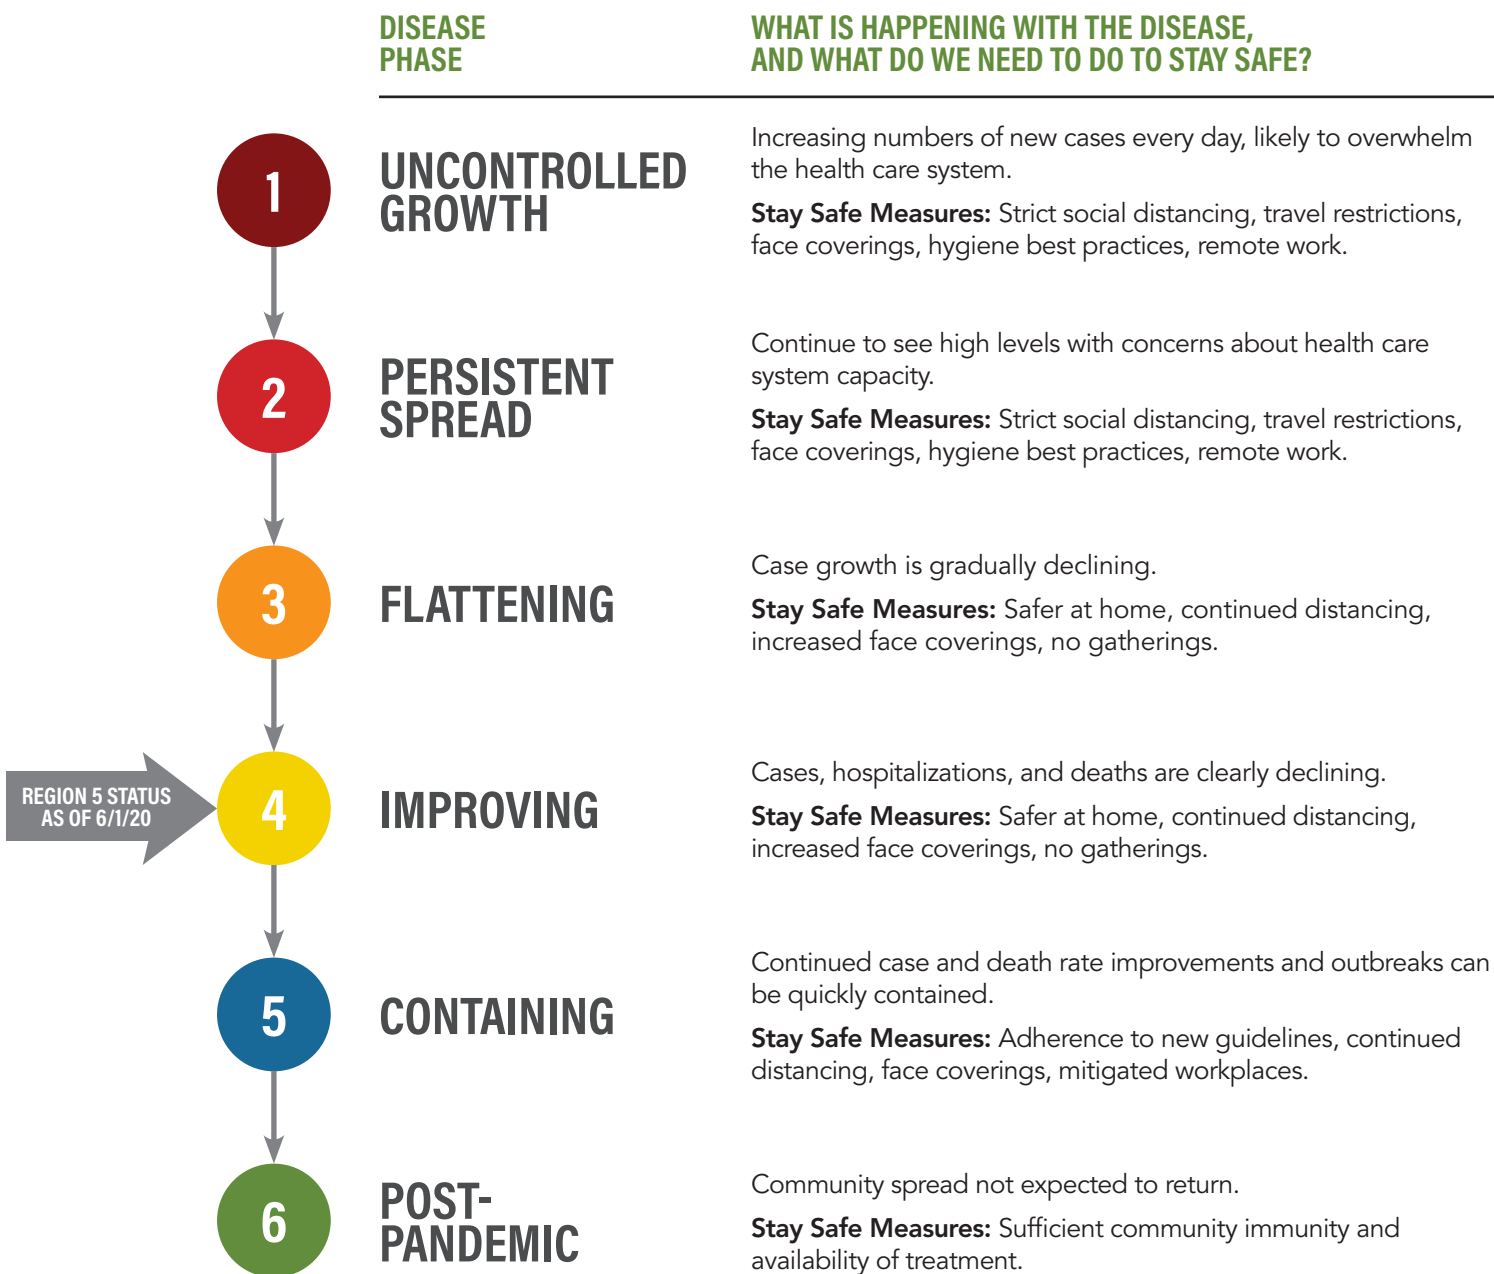 DISEASE
PHASE
WHAT IS HAPPENING WITH THE DISEASE,
AND WHAT DO WE NEED TO DO TO STAY SAFE?
1
UNCONTROLLED
GROWTH
Increasing numbers of new cases every day, likely to overwhelm
the health care system.
Stay Safe Measures: Strict social distancing, travel restrictions,
face coverings, hygiene best practices, remote work.
2
PERSISTENT
SPREAD
Continue to see high levels with concerns about health care
system capacity.
Stay Safe Measures: Strict social distancing, travel restrictions,
face coverings, hygiene best practices, remote work.
3
FLATTENING
Case growth is gradually declining.
Stay Safe Measures: Safer at home, continued distancing,
increased face coverings, no gatherings.
REGION 5 STATUS
AS OF 6/1/20
4
IMPROVING
Cases, hospitalizations, and deaths are clearly declining.
Stay Safe Measures: Safer at home, continued distancing,
increased face coverings, no gatherings.
5
CONTAINING
Continued case and death rate improvements and outbreaks can
be quickly contained.
Stay Safe Measures: Adherence to new guidelines, continued
distancing, face coverings, mitigated workplaces.
6
POST-
PANDEMIC
Community spread not expected to return.
Stay Safe Measures: Sufficient community immunity and
availability of treatment.